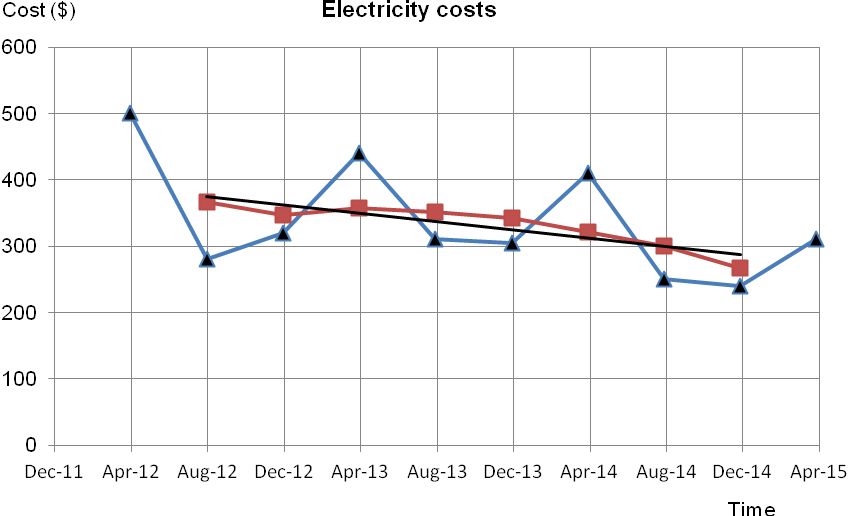 Cost ($)
Electricity costs
600
500
400
300
200
100
0
Dec-11 Apr-12 Aug-12 Dec-12 Apr-13 Aug-13 Dec-13 Apr-14 Aug-14 Dec-14 Apr-15
Time